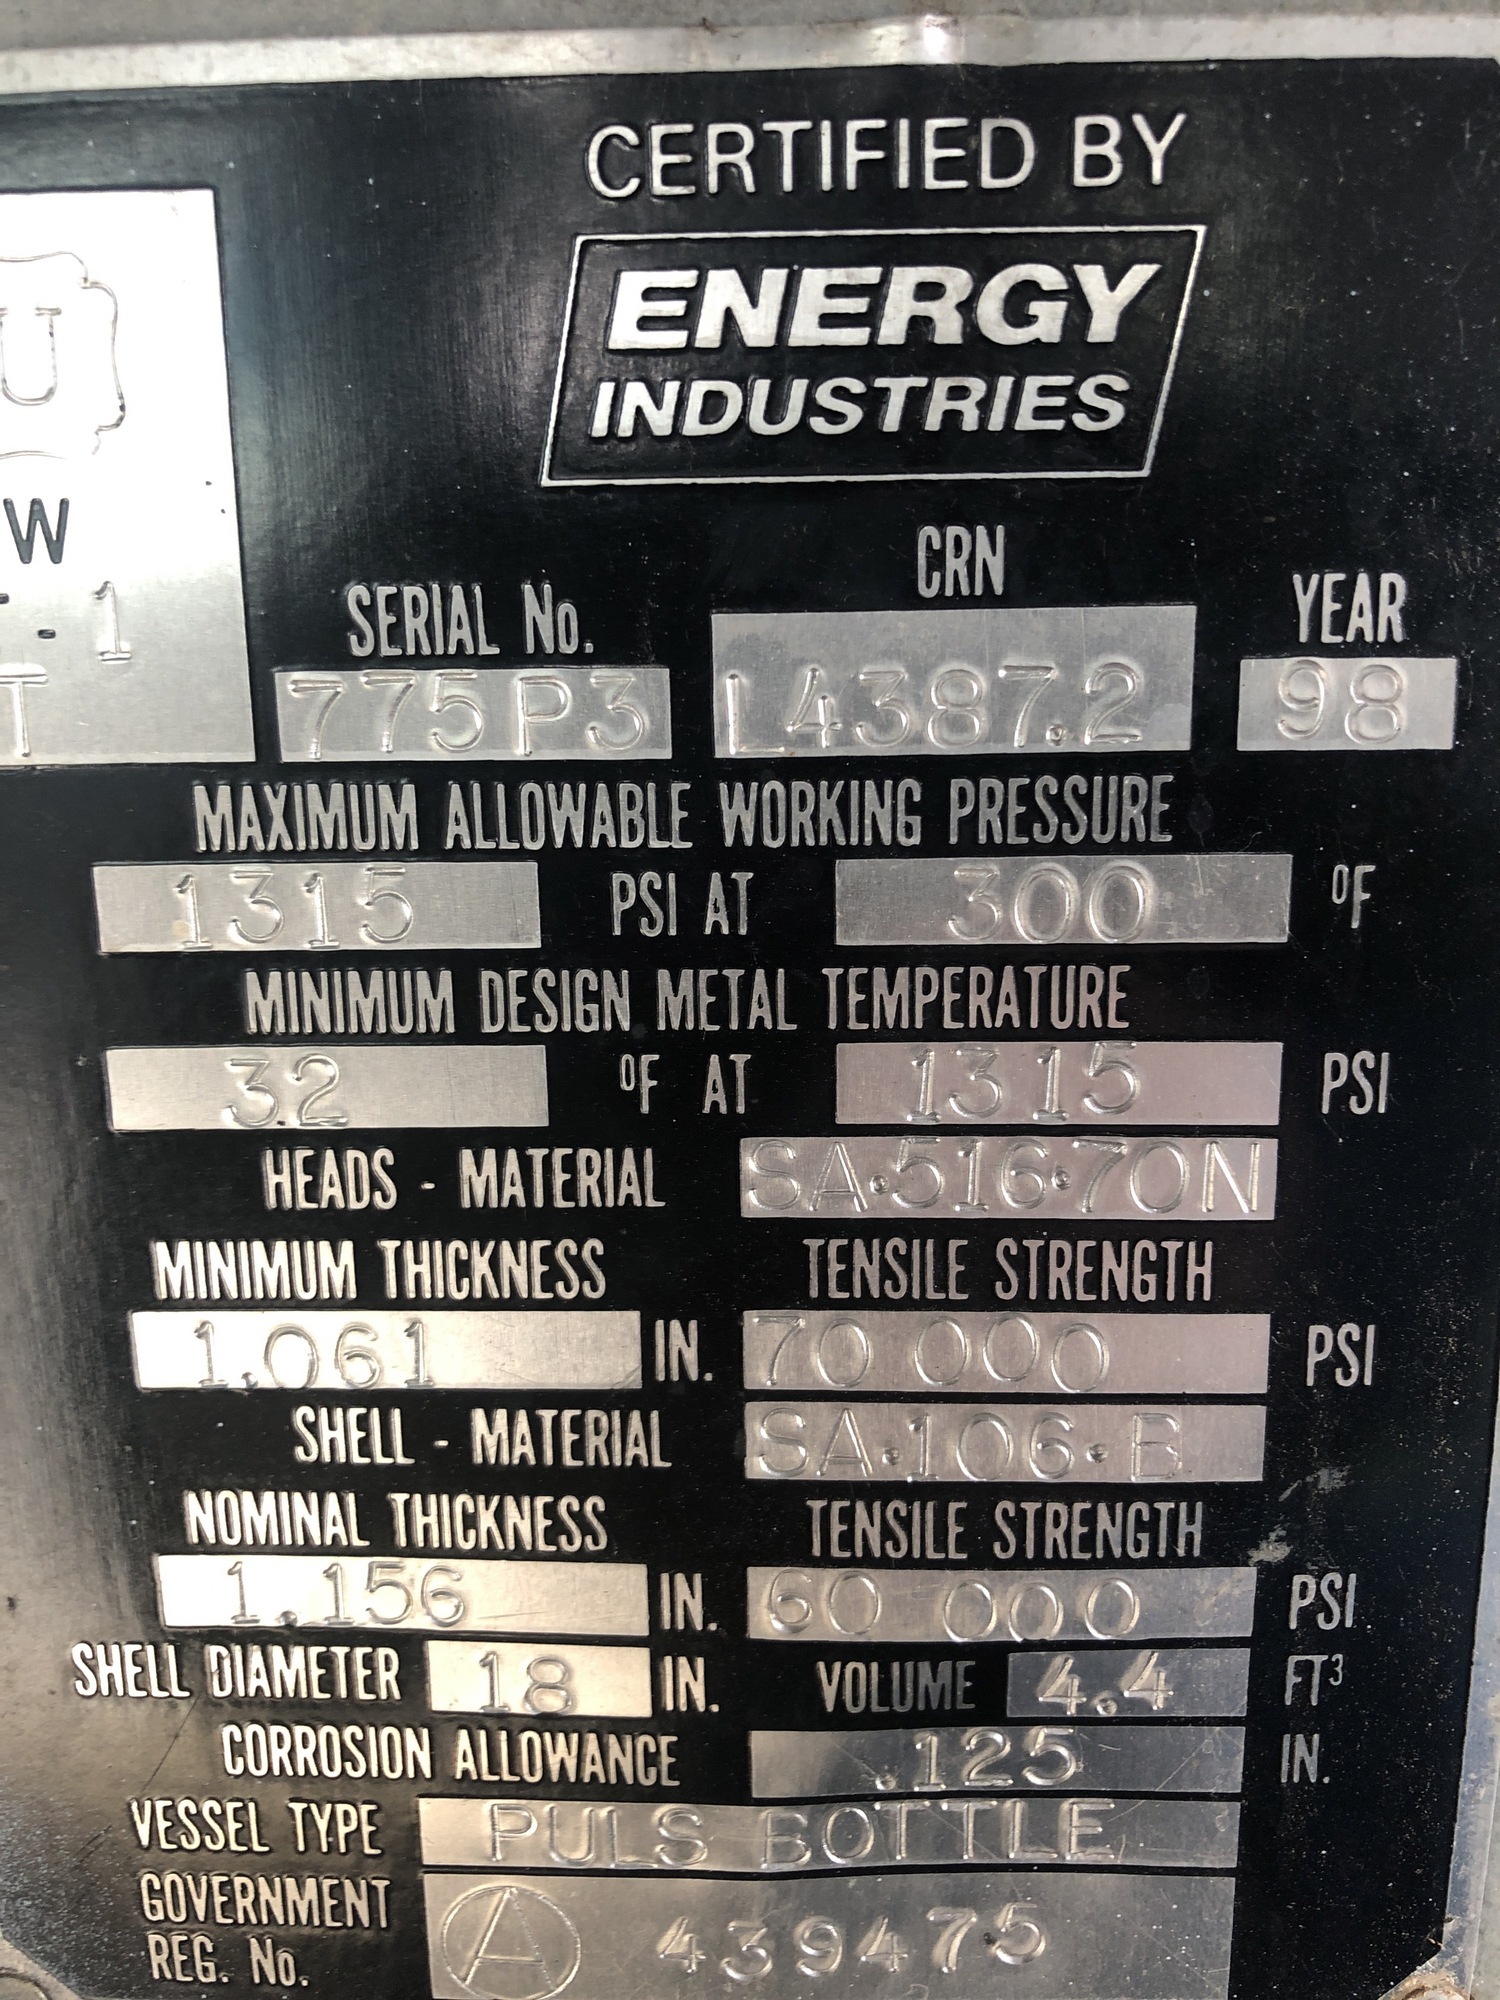 CERTIFIED BY
ENERGY
INDUSTRIES
U
W
- 1
T
CRN
SERIAL No.
YEAR
775P3
L4387.2
98
MAXIMUM ALLOWABLE WORKING PRESSURE
1315 PSI AT 300 °F
MINIMUM DESIGN METAL TEMPERATURE
32 °F AT 1315 PSI
HEADS - MATERIAL SA·516·70N
MINIMUM THICKNESS TENSILE STRENGTH
1.061 IN. 70 000 PSI
SHELL - MATERIAL SA·106·B
NOMINAL THICKNESS TENSILE STRENGTH
1.156 IN. 60 000 PSI
SHELL DIAMETER 18 IN. VOLUME 4.4 FT³
CORROSION ALLOWANCE .125 IN.
VESSEL TYPE PULS BOTTLE
GOVERNMENT
REG. No. A 439475